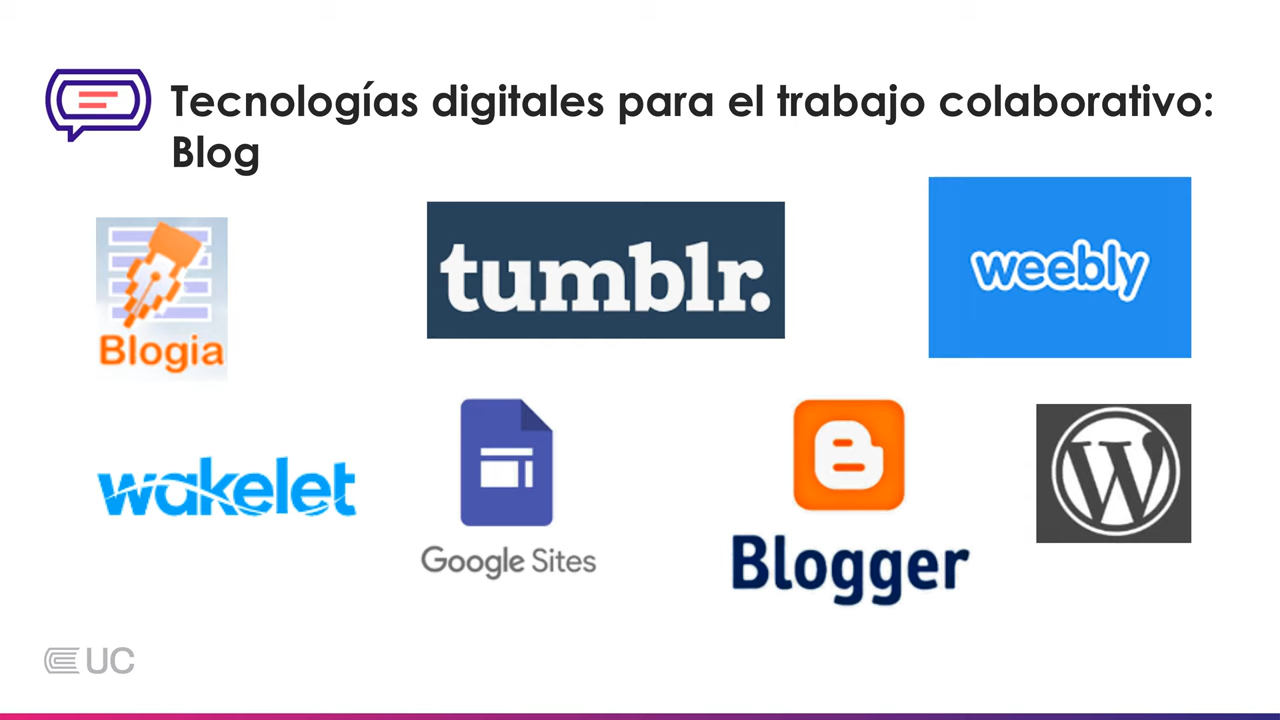 Tecnologías digitales para el trabajo colaborativo:
Blog
Blogia
tumblr.
weebly
wakelet
Google Sites
Blogger
W
UC